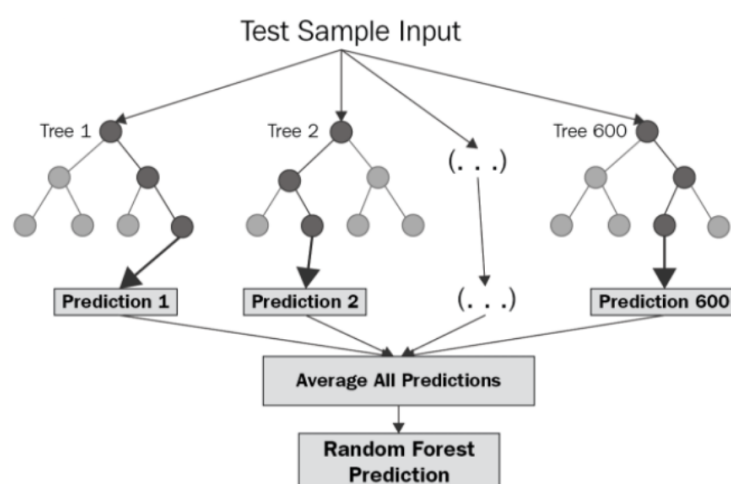 Test Sample Input
Tree 1
Tree 2
Tree 600
(. . .)
Prediction 1
Prediction 2
(. . .)
Prediction 600
Average All Predictions
Random Forest
Prediction